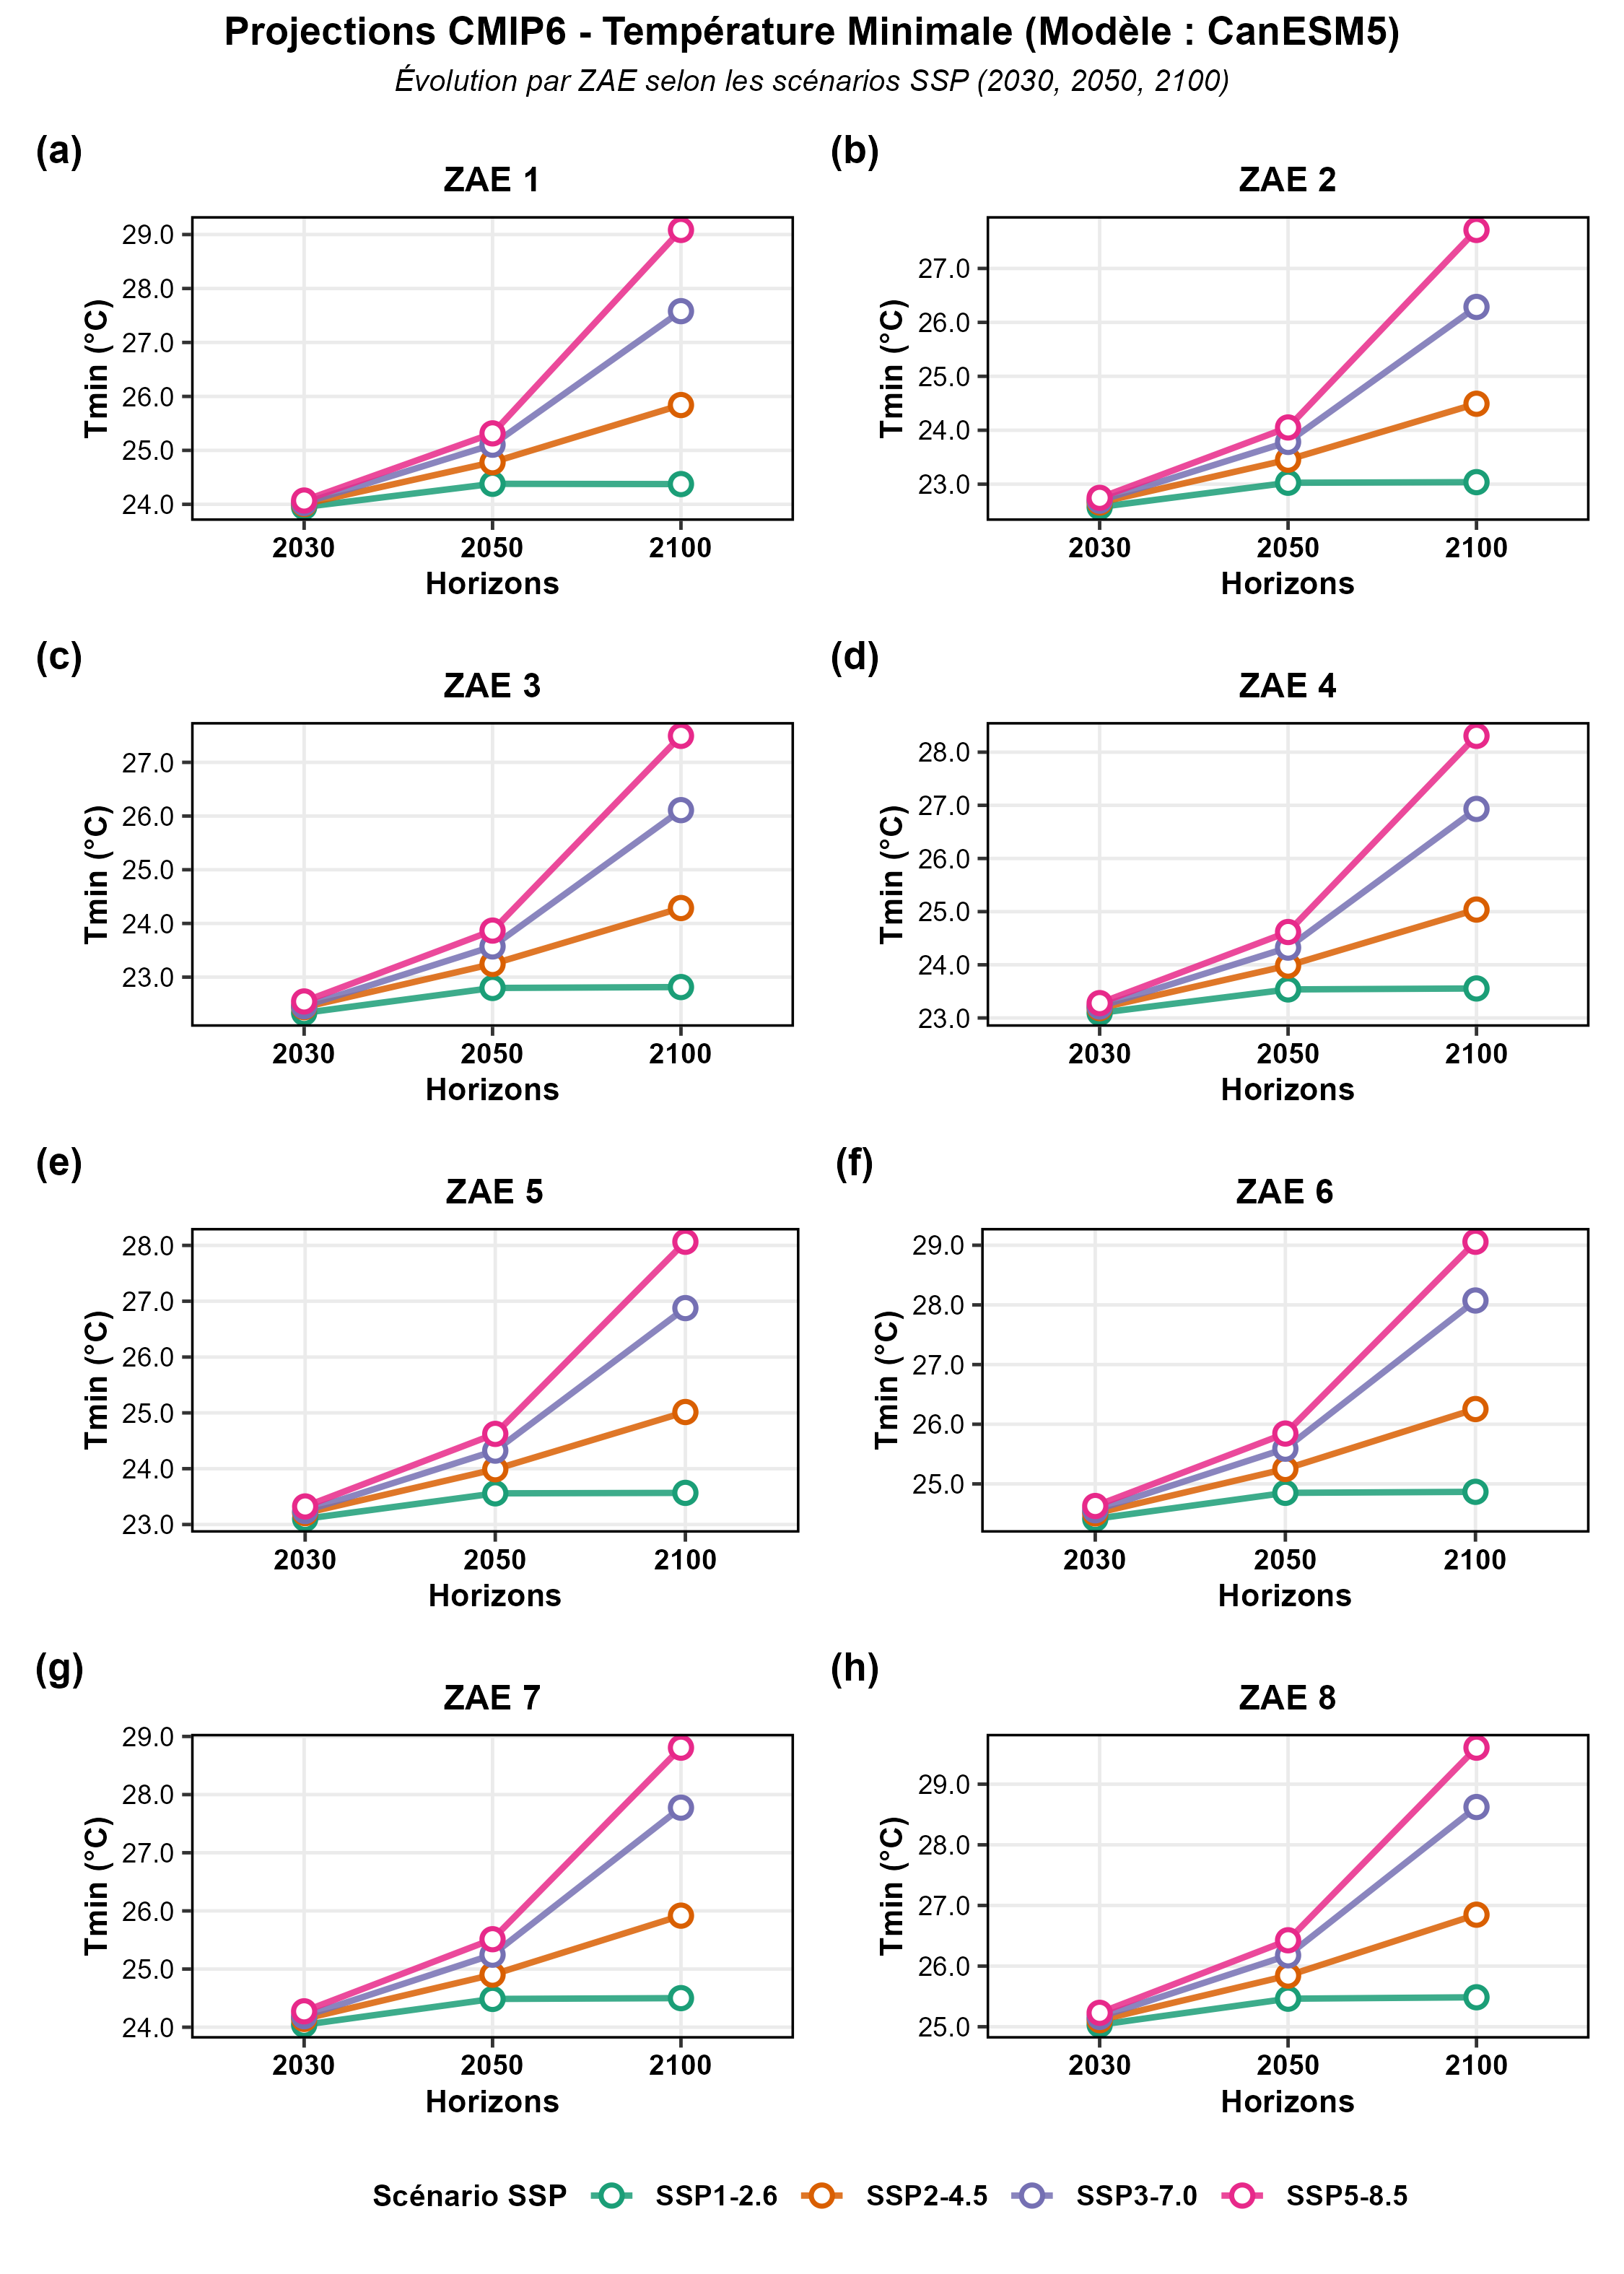 Projections CMIP6 - Température Minimale (Modèle : CanESM5)
Évolution par ZAE selon les scénarios SSP (2030, 2050, 2100)
(a)
ZAE 1
Tmin (°C)
29.0
28.0
27.0
26.0
25.0
24.0
2030 2050 2100
Horizons
(b)
ZAE 2
Tmin (°C)
27.0
26.0
25.0
24.0
23.0
2030 2050 2100
Horizons
(c)
ZAE 3
Tmin (°C)
27.0
26.0
25.0
24.0
23.0
2030 2050 2100
Horizons
(d)
ZAE 4
Tmin (°C)
28.0
27.0
26.0
25.0
24.0
23.0
2030 2050 2100
Horizons
(e)
ZAE 5
Tmin (°C)
28.0
27.0
26.0
25.0
24.0
23.0
2030 2050 2100
Horizons
(f)
ZAE 6
Tmin (°C)
29.0
28.0
27.0
26.0
25.0
2030 2050 2100
Horizons
(g)
ZAE 7
Tmin (°C)
29.0
28.0
27.0
26.0
25.0
24.0
2030 2050 2100
Horizons
(h)
ZAE 8
Tmin (°C)
29.0
28.0
27.0
26.0
25.0
2030 2050 2100
Horizons
Scénario SSP SSP1-2.6 SSP2-4.5 SSP3-7.0 SSP5-8.5